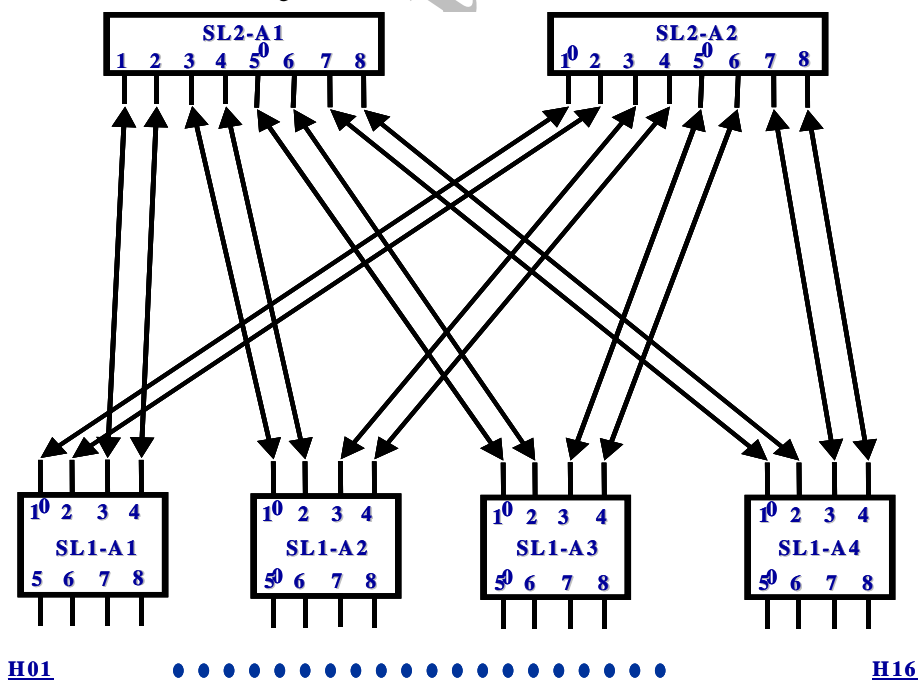 SL2-A1
1 2 3 4 5⁰ 6 7 8
SL2-A2
1⁰ 2 3 4 5⁰ 6 7 8
1⁰ 2 3 4
SL1-A1
5 6 7 8
1⁰ 2 3 4
SL1-A2
5⁰ 6 7 8
1⁰ 2 3 4
SL1-A3
5⁰ 6 7 8
1⁰ 2 3 4
SL1-A4
5⁰ 6 7 8
H01
H16